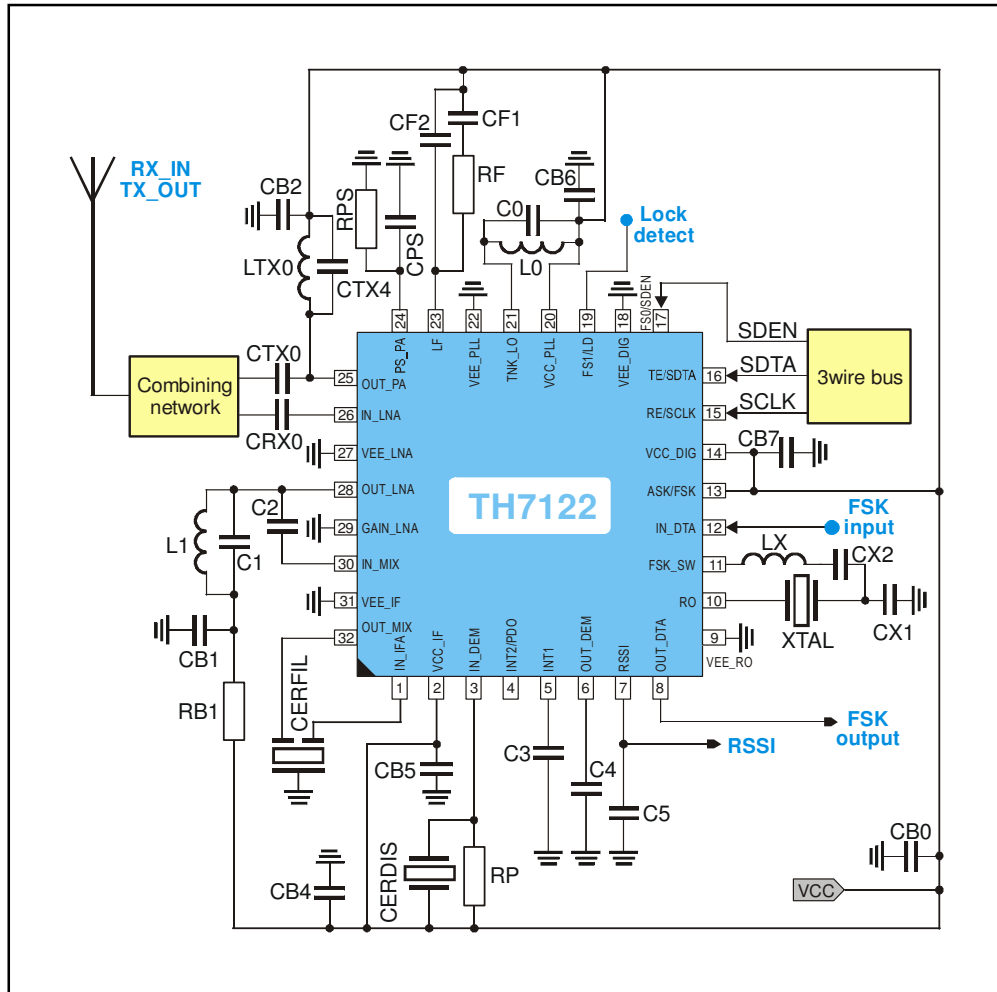 RX_IN
TX_OUT
CB2
LTX0
CTX4
RPS
CPS
CF2
CF1
RF
CB6
C0
L0
Lock
detect
24
23
22
21
20
19
18
17
PS_PA
LF
VEE_PLL
TNK_LO
VCC_PLL
FS1/LD
VEE_DIG
FS0/SDEN
SDEN
SDTA
SCLK
3wire bus
Combining
network
CTX0
CRX0
25
OUT_PA
26
IN_LNA
27
VEE_LNA
28
OUT_LNA
29
GAIN_LNA
30
IN_MIX
31
VEE_IF
32
OUT_MIX
TE/SDTA
16
RE/SCLK
15
VCC_DIG
14
ASK/FSK
13
IN_DTA
12
FSK_SW
11
RO
10
9
VEE_RO
TH7122
CB7
FSK
input
LX
CX2
CX1
XTAL
L1
C1
C2
CB1
RB1
CERFIL
IN_IFA
VCC_IF
IN_DEM
INT2/PDO
INT1
OUT_DEM
RSSI
OUT_DTA
1
2
3
4
5
6
7
8
FSK
output
RSSI
C3
C4
C5
CB5
CERDIS
RP
CB4
CB0
VCC